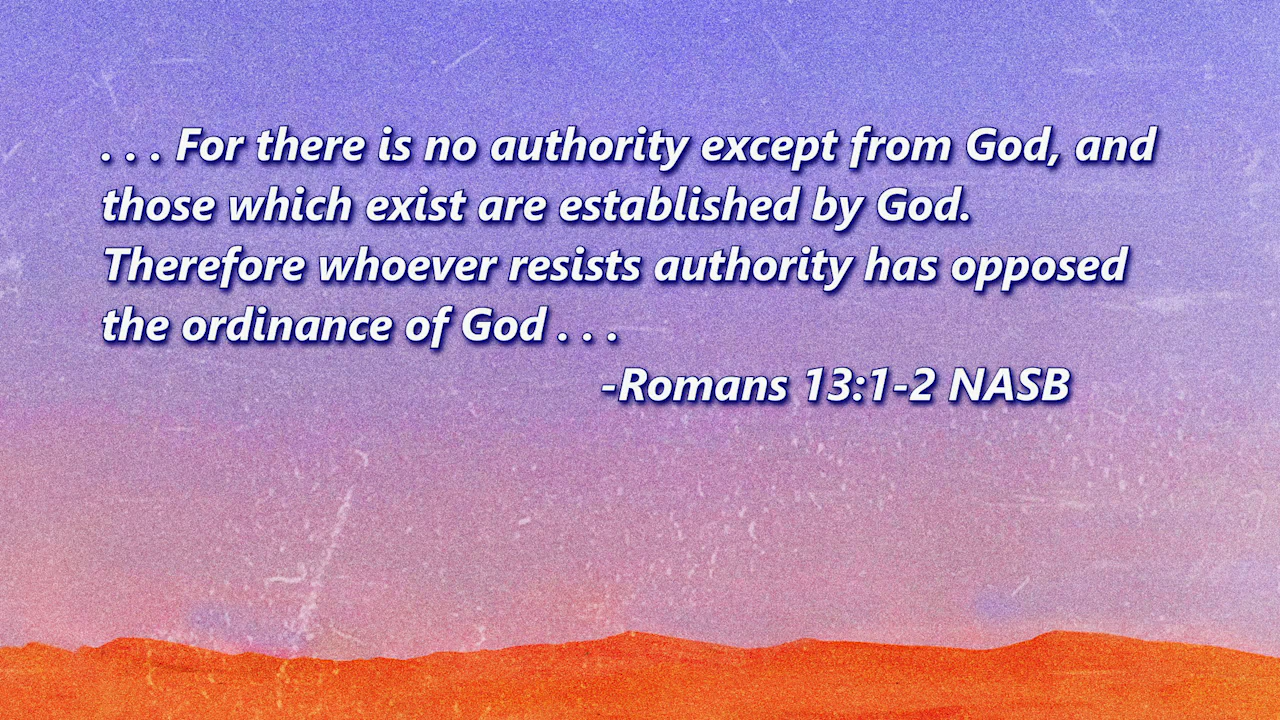 . . . For there is no authority except from God, and
those which exist are established by God.
Therefore whoever resists authority has opposed
the ordinance of God . . .
-Romans 13:1-2 NASB